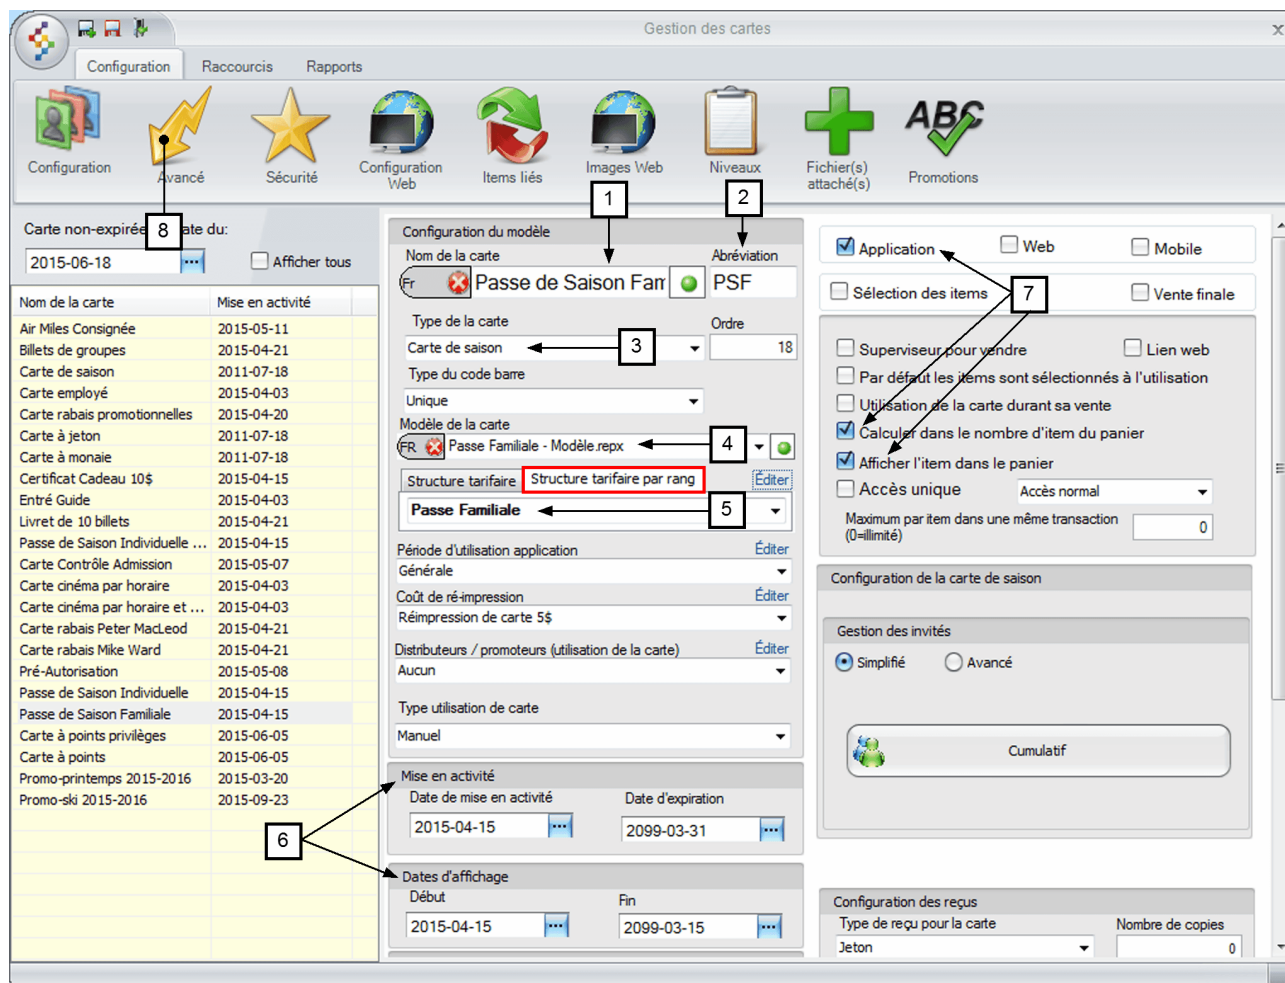 Gestion des cartes
x
Configuration Raccourcis Rapports
Configuration
Avancé
Sécurité
Configuration
Web
Items liés
Images Web
Niveaux
Fichier(s)
attaché(s)
ABC
Promotions
1
2
8
Carte non-expirée ate du:
2015-06-18 ... Afficher tous
Nom de la carte Mise en activité
Air Miles Consignée 2015-05-11
Billets de groupes 2015-04-21
Carte de saison 2011-07-18
Carte employé 2015-04-03
Carte rabais promotionnelles 2015-04-20
Carte à jeton 2011-07-18
Carte à monaie 2011-07-18
Certificat Cadeau 10$ 2015-04-15
Entré Guide 2015-04-03
Livret de 10 billets 2015-04-21
Passe de Saison Individuelle ... 2015-04-15
Carte Contrôle Admission 2015-05-07
Carte cinéma par horaire 2015-04-03
Carte cinéma par horaire et ... 2015-04-03
Carte rabais Peter MacLeod 2015-04-21
Carte rabais Mike Ward 2015-04-21
Pré-Autorisation 2015-05-08
Passe de Saison Individuelle 2015-04-15
Passe de Saison Familiale 2015-04-15
Carte à points privilèges 2015-06-05
Carte à points 2015-06-05
Promo-printemps 2015-2016 2015-03-20
Promo-ski 2015-2016 2015-09-23
6
Configuration du modèle
Nom de la carte Abréviation
Fr Passe de Saison Fam PSF
Type de la carte Ordre
Carte de saison 3 18
Type du code barre
Unique
Modèle de la carte
FR Passe Familiale - Modèle.repx 4
Structure tarifaire Structure tarifaire par rang Éditer
Passe Familiale 5
Période d'utilisation application Éditer
Générale
Coût de ré-impression Éditer
Réimpression de carte 5$
Distributeurs / promoteurs (utilisation de la carte) Éditer
Aucun
Type utilisation de carte
Manuel
Mise en activité
Date de mise en activité Date d'expiration
2015-04-15 ... 2099-03-31 ...
Dates d'affichage
Début Fin
2015-04-15 ... 2099-03-15 ...
Application Web Mobile
Sélection des items 7 Vente finale
Superviseur pour vendre Lien web
Par défaut les items sont sélectionnés à l'utilisation
Utilisation de la carte durant sa vente
Calculer dans le nombre d'item du panier
Afficher l'item dans le panier
Accès unique Accès normal
Maximum par item dans une même transaction
(0=illimité) 0
Configuration de la carte de saison
Gestion des invités
Simplifié Avancé
Cumulatif
Configuration des reçus
Type de reçu pour la carte Nombre de copies
Jeton 0